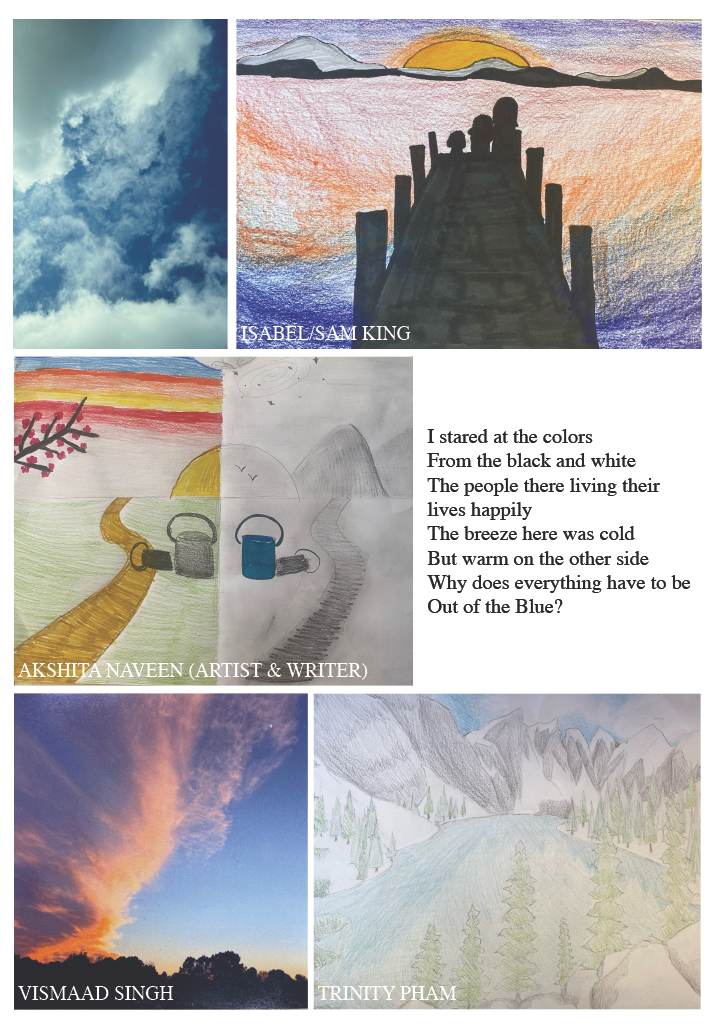 ISABEL/SAM KING
I stared at the colors
From the black and white
The people there living their
lives happily
The breeze here was cold
But warm on the other side
Why does everything have to be
Out of the Blue?
AKSHITA NAVEEN (ARTIST & WRITER)
VISMAAD SINGH
TRINITY PHAM